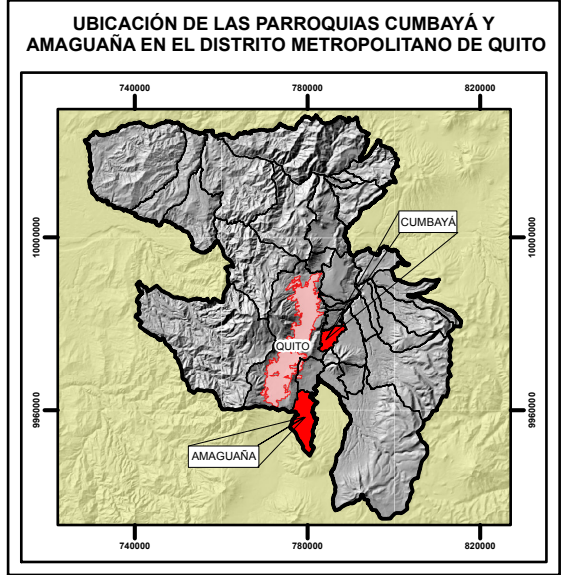 UBICACIÓN DE LAS PARROQUIAS CUMBAYÁ Y
AMAGUAÑA EN EL DISTRITO METROPOLITANO DE QUITO
740000
780000
820000
10000000
10000000
CUMBAYÁ
QUITO
9960000
9960000
AMAGUAÑA
740000
780000
820000